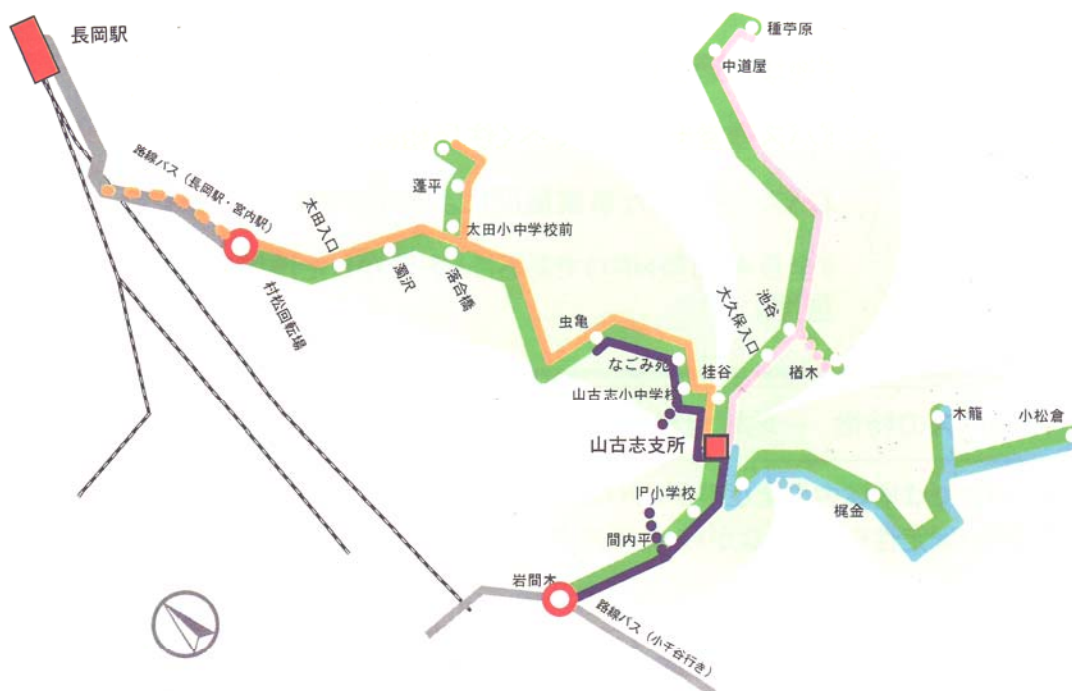 長岡駅
種苧原
中道屋
路線バス（長岡駅・宮内駅）
蓬平
太田入口
太田小中学校前
濁沢
落合橋
村松回転場
虫亀
池谷
大久保入口
なごみ苑
桂谷
楢木
山古志小中学校
木籠
小松倉
山古志支所
旧小学校
梶金
間内平
岩間木
路線バス（小千谷行き）